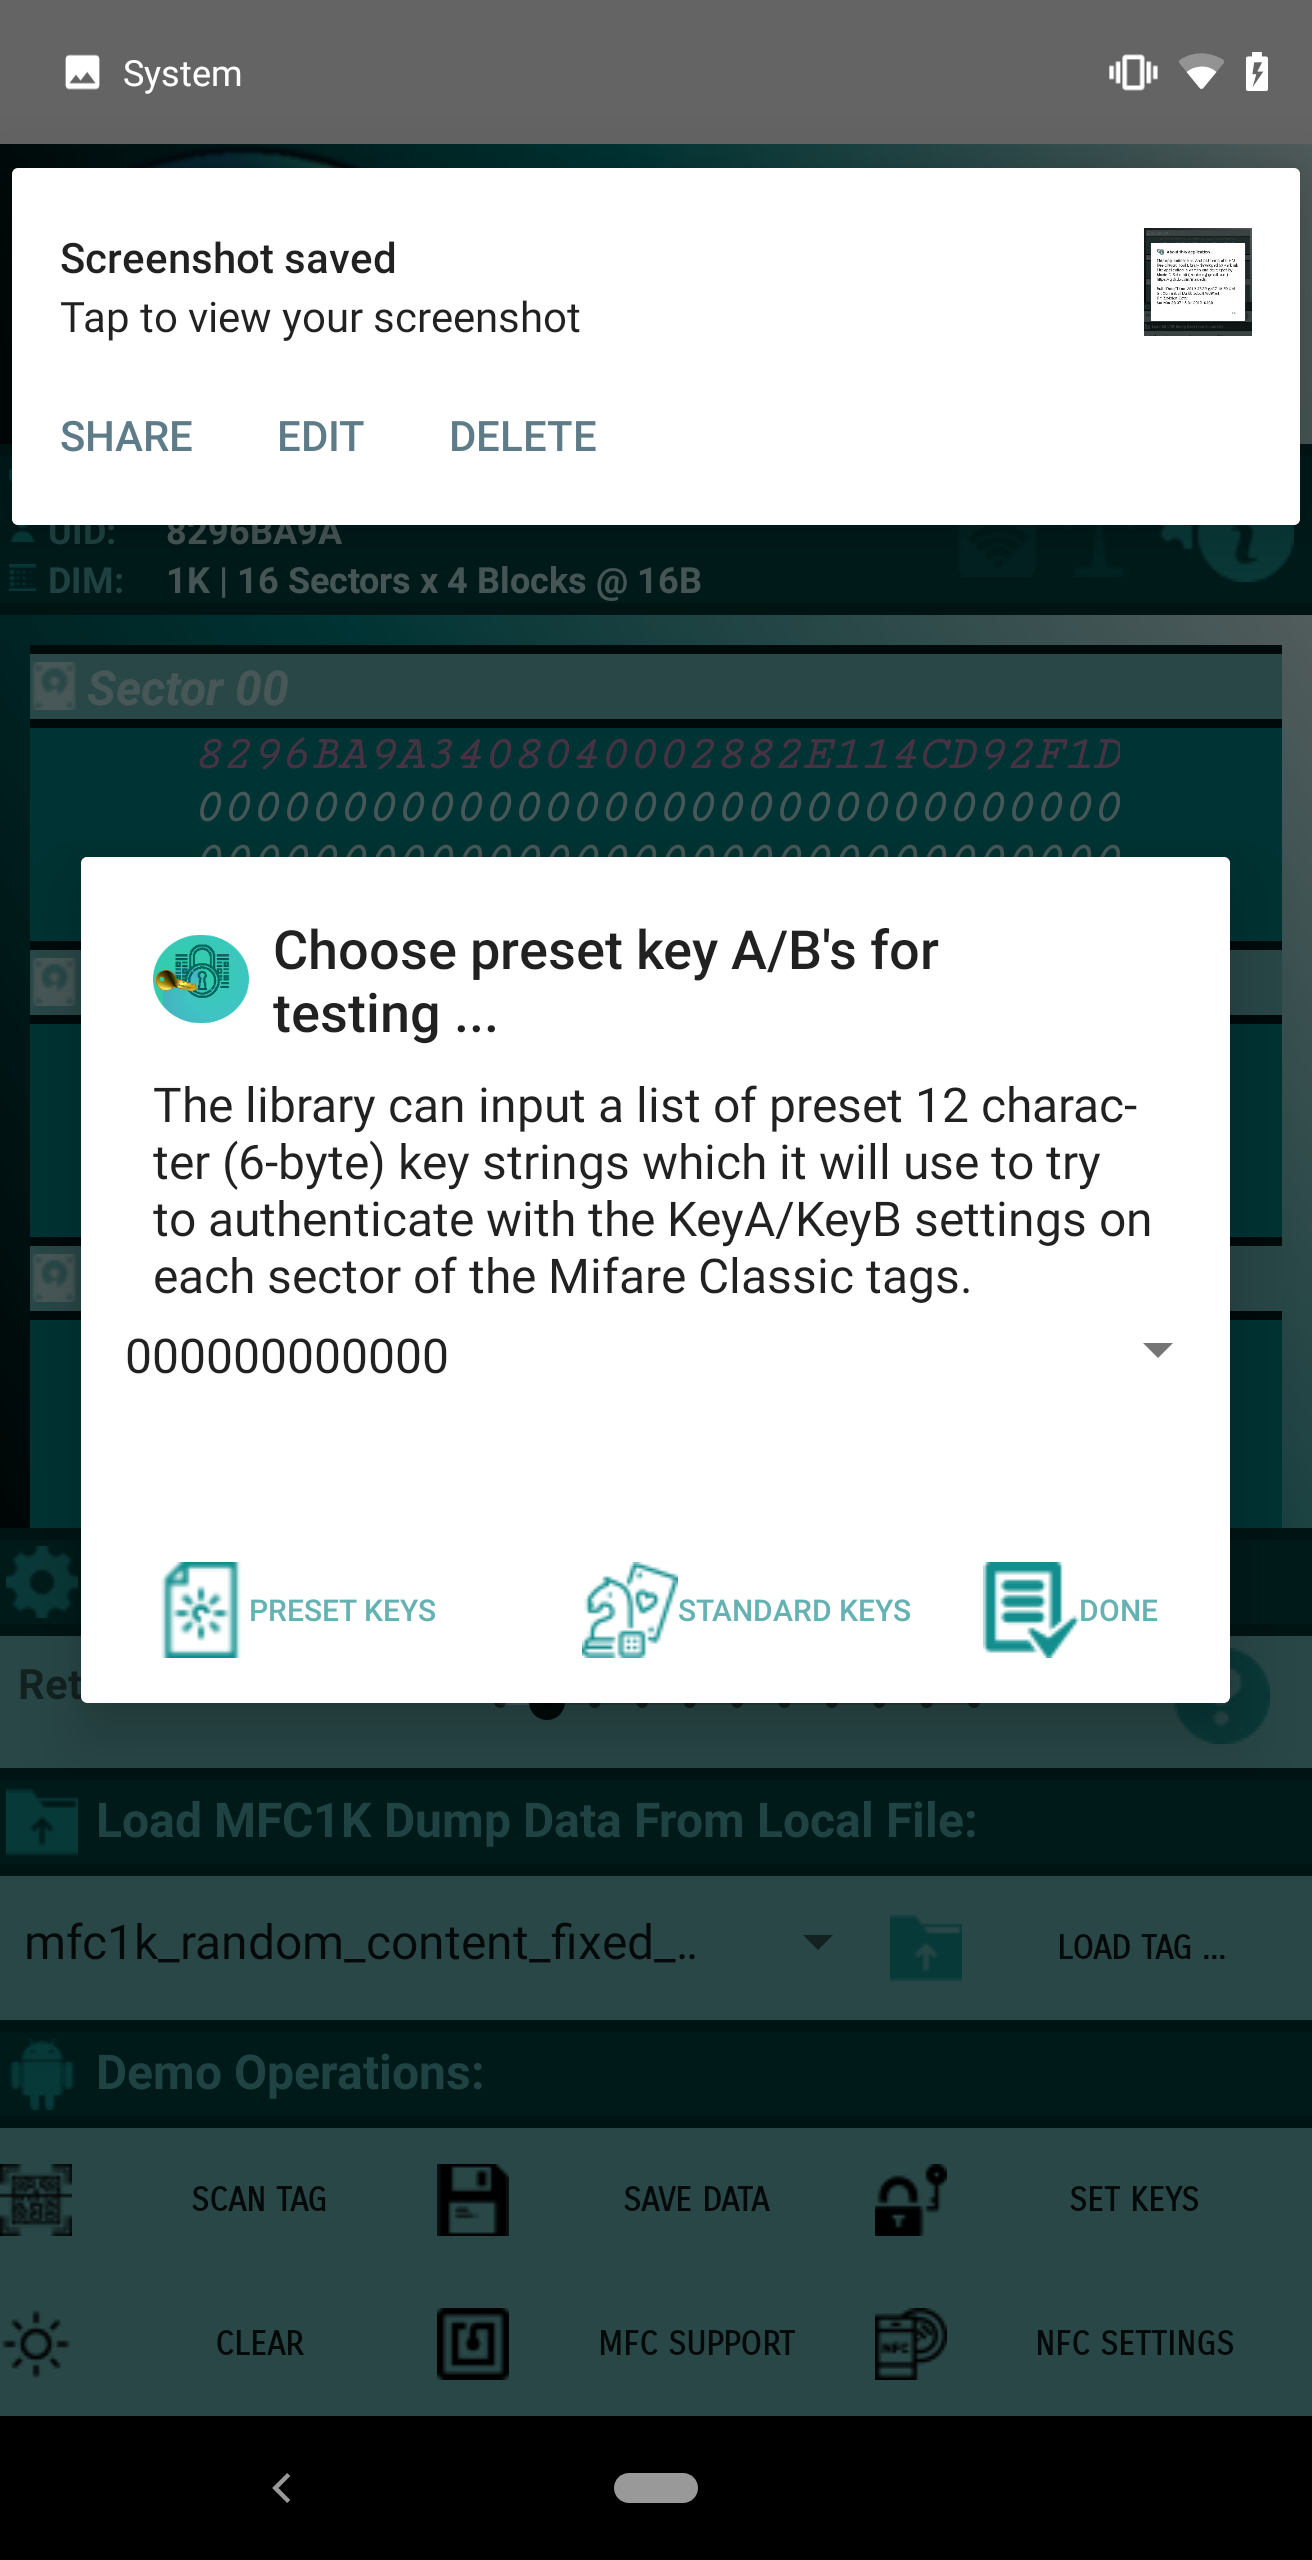 System
Screenshot saved
Tap to view your screenshot
SHARE EDIT DELETE
UID: 8296BA9A
DIM: 1K | 16 Sectors x 4 Blocks @ 16B
Sector 00
8296BA9A3408040002882E114CD92F1D
00000000000000000000000000000000
00000000000000000000000000000000
Choose preset key A/B's for
testing ...
The library can input a list of preset 12 charac-
ter (6-byte) key strings which it will use to try
to authenticate with the KeyA/KeyB settings on
each sector of the Mifare Classic tags.
000000000000
PRESET KEYS STANDARD KEYS DONE
Ret
Load MFC1K Dump Data From Local File:
mfc1k_random_content_fixed_..
LOAD TAG ...
Demo Operations:
SCAN TAG SAVE DATA SET KEYS
CLEAR MFC SUPPORT NFC SETTINGS